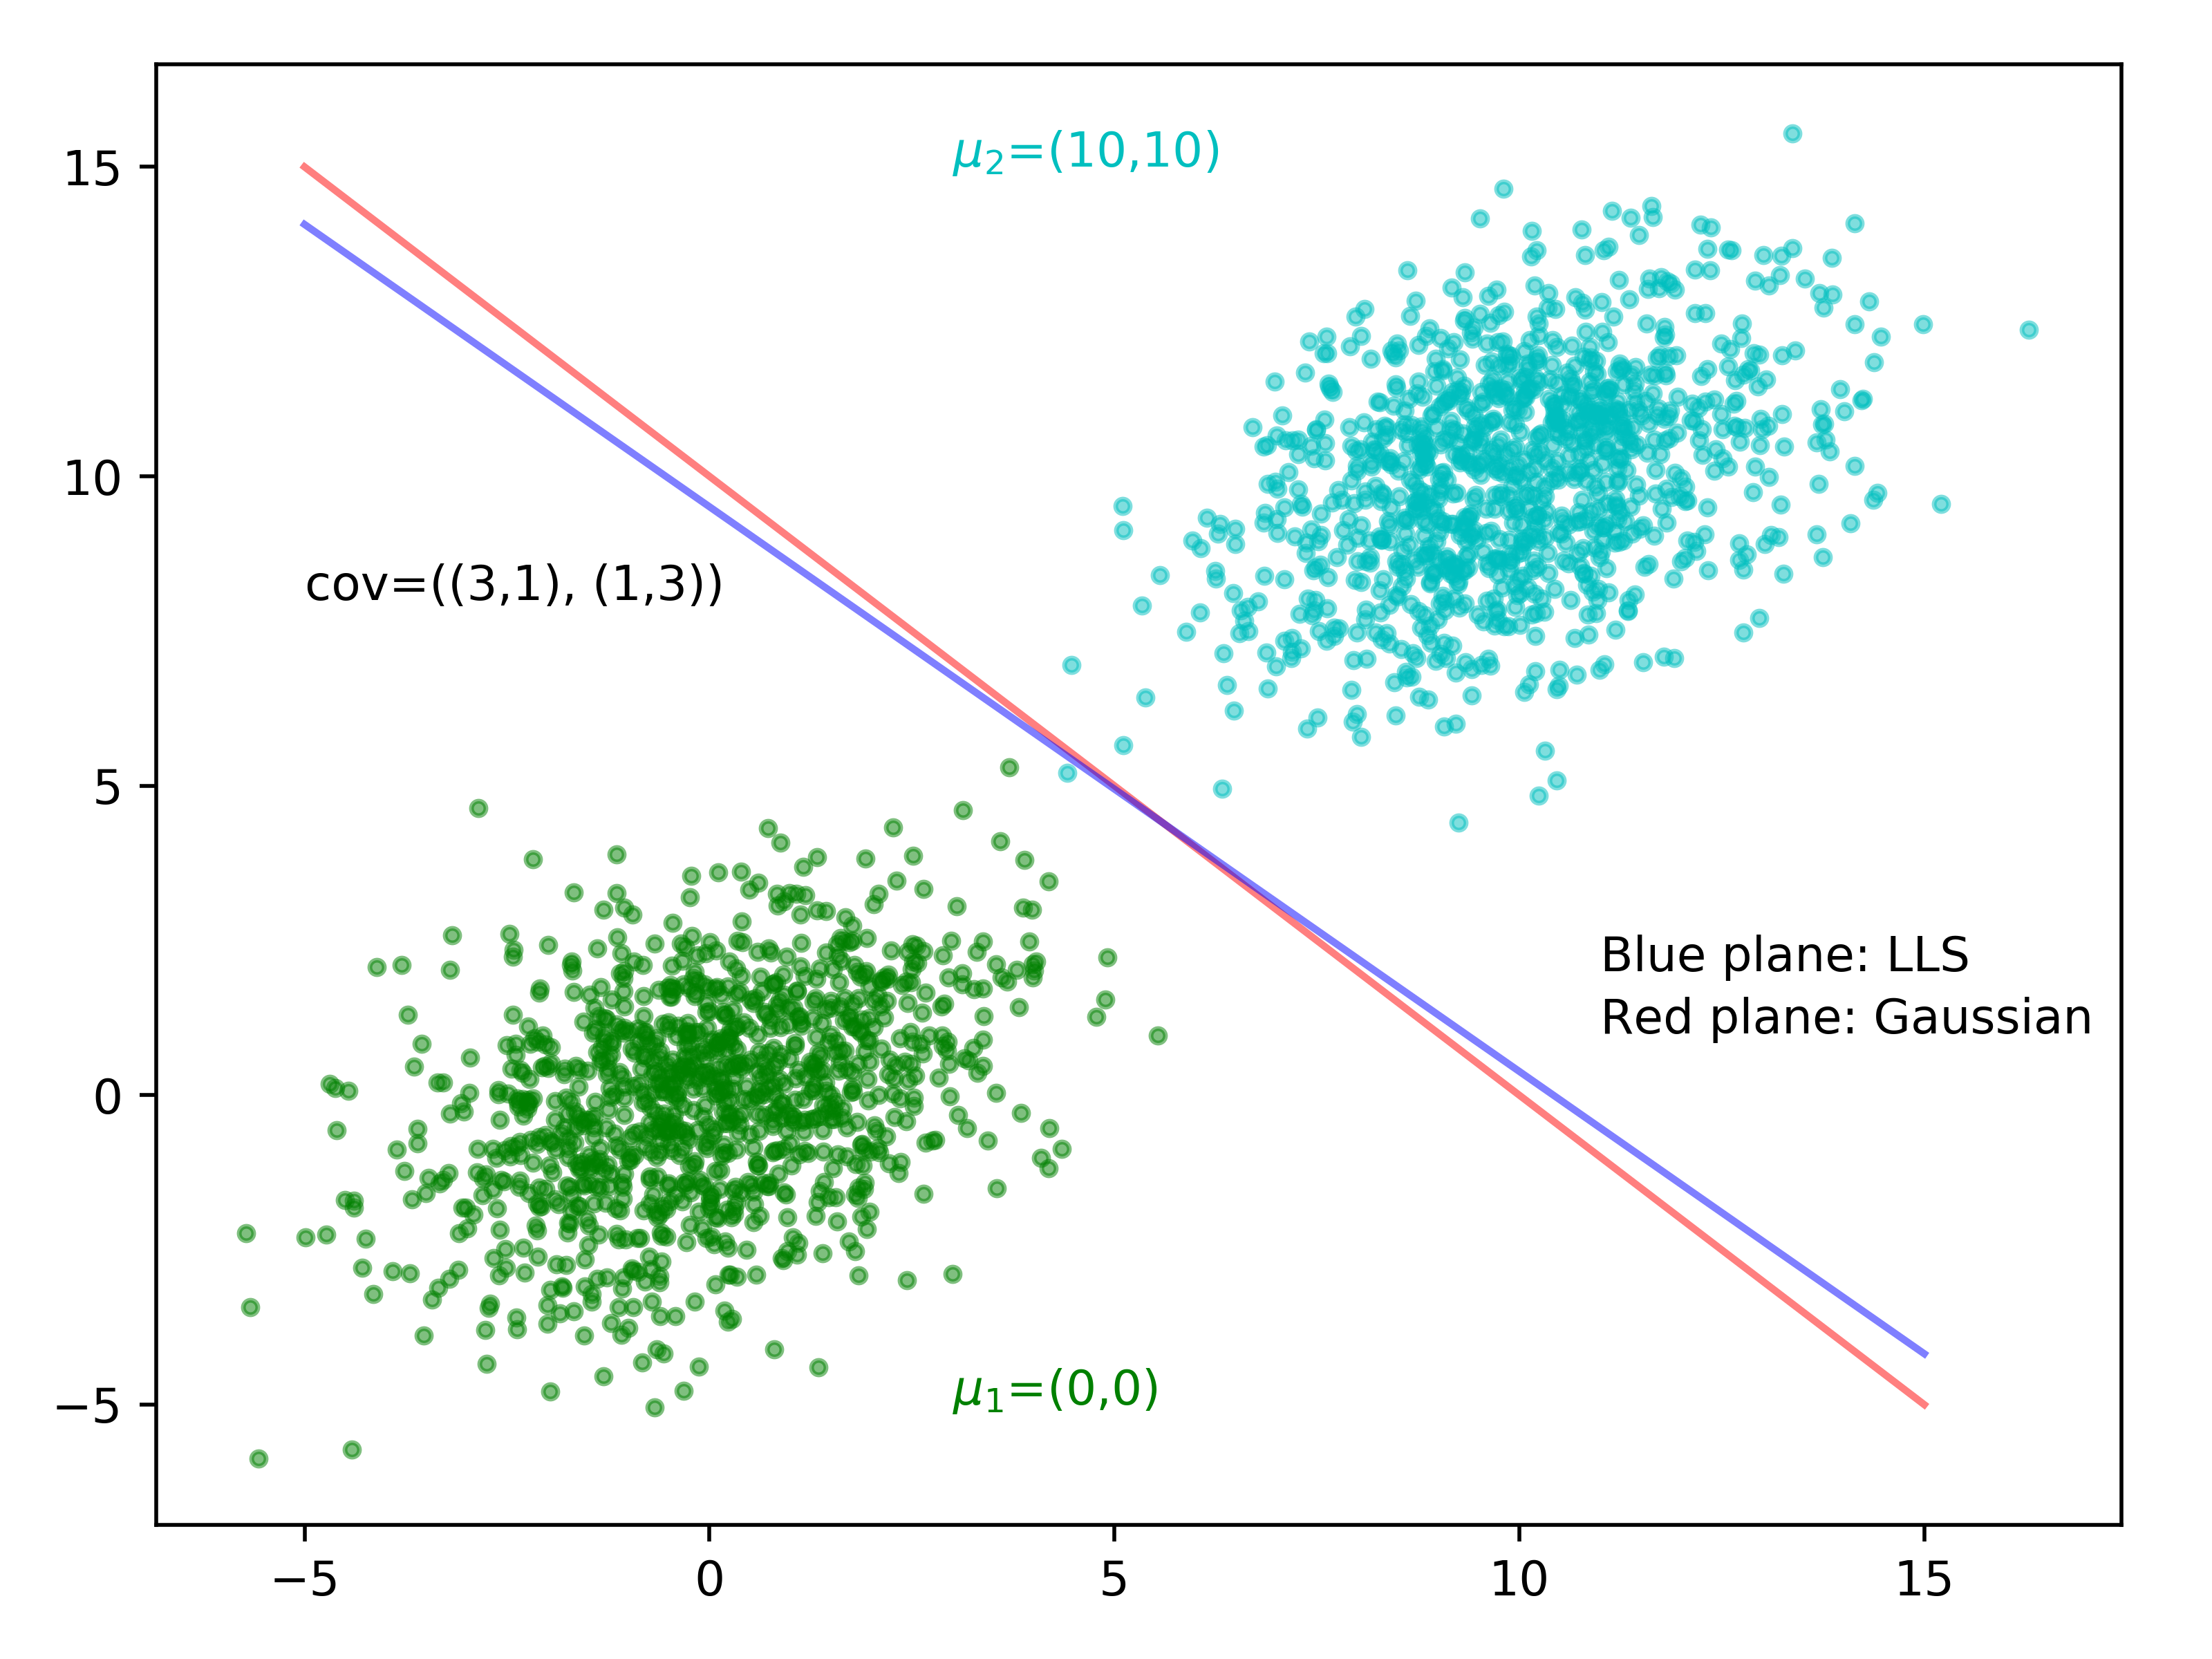 μ₂=(10,10)
cov=((3,1), (1,3))
Blue plane: LLS
Red plane: Gaussian
μ₁=(0,0)
15
10
5
0
−5
−5
0
5
10
15